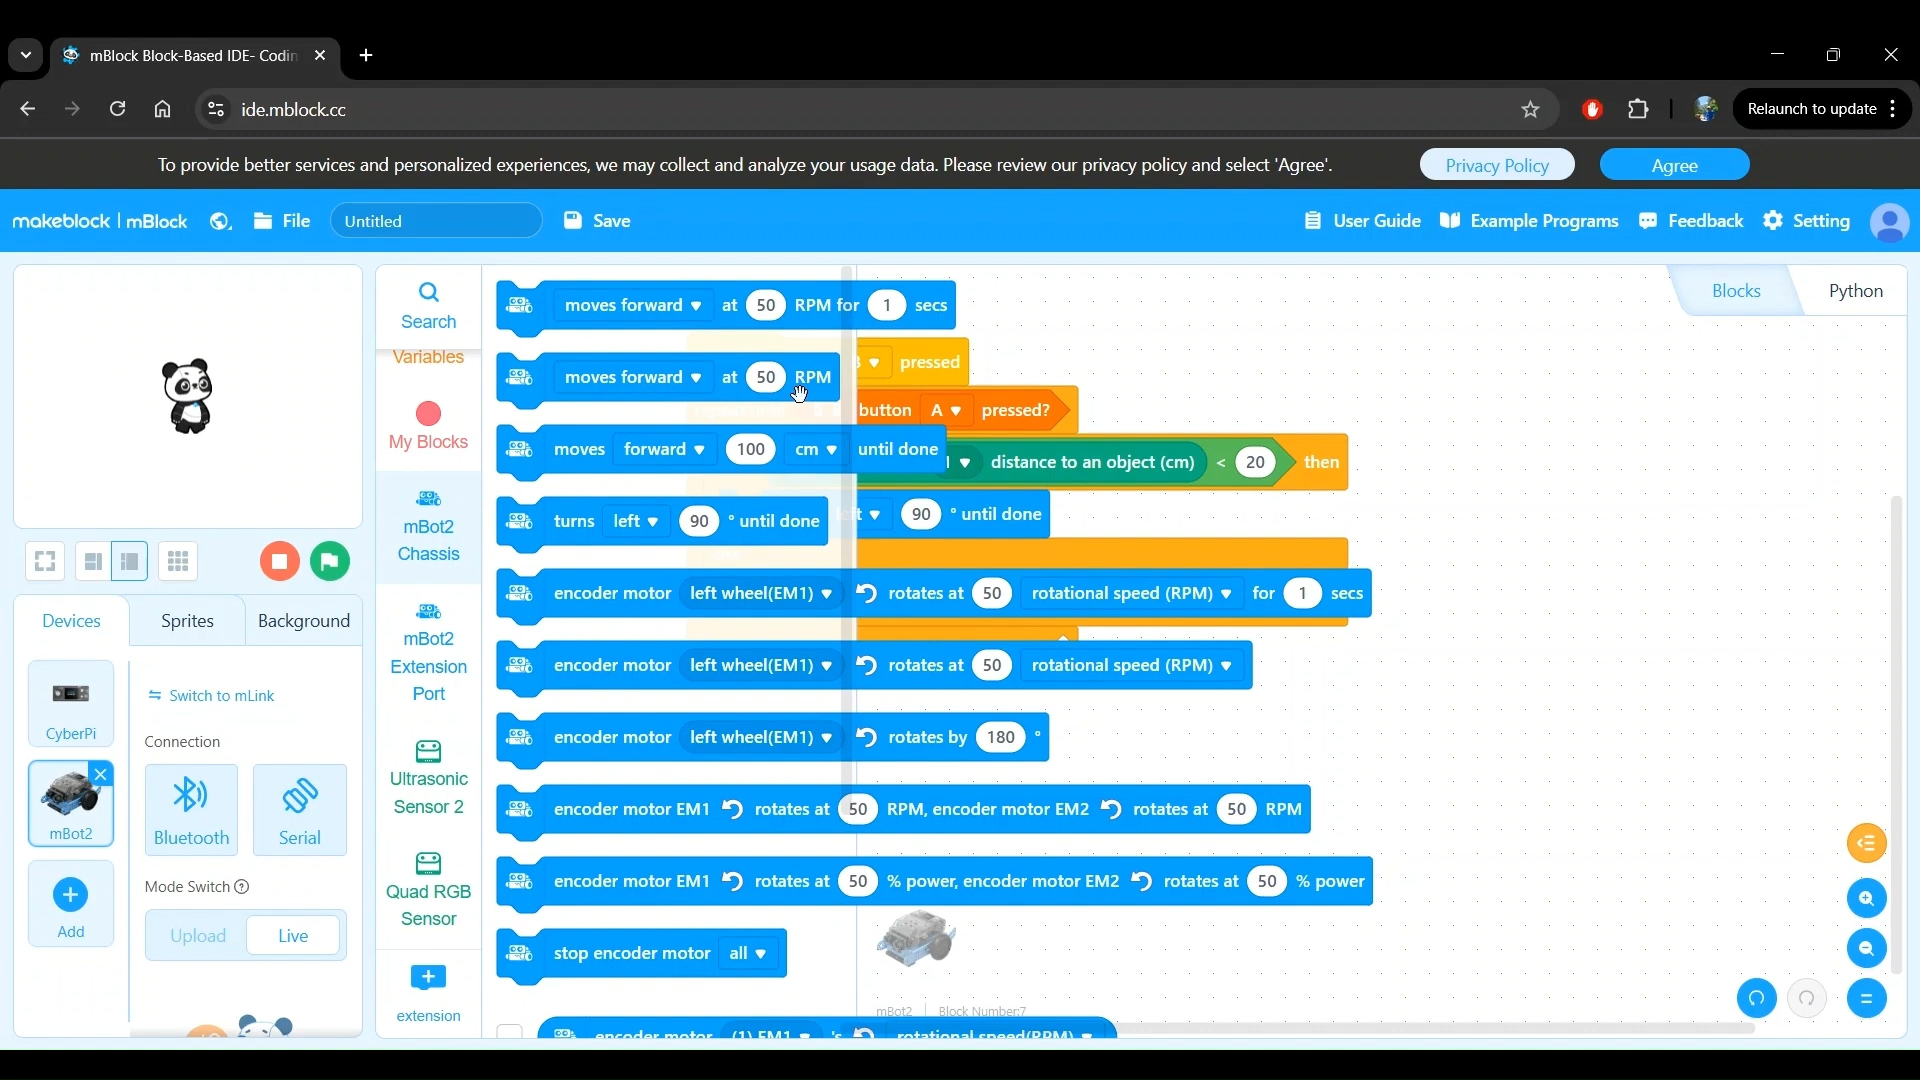 mBlock Block-Based IDE- Codin
ide.mblock.cc
Relaunch to update
To provide better services and personalized experiences, we may collect and analyze your usage data. Please review our privacy policy and select 'Agree'.
Privacy Policy
Agree
makeblock | mBlock
File
Untitled
Save
User Guide
Example Programs
Feedback
Setting
Blocks
Python
Search
Variables
My Blocks
mBot2
Chassis
mBot2
Extension
Port
Ultrasonic
Sensor 2
Quad RGB
Sensor
extension
moves forward at 50 RPM for 1 secs
moves forward at 50 RPM
moves forward 100 cm until done
turns left 90 ° until done
encoder motor left wheel(EM1) rotates at 50 rotational speed (RPM) for 1 secs
encoder motor left wheel(EM1) rotates at 50 rotational speed (RPM)
encoder motor left wheel(EM1) rotates by 180 °
encoder motor EM1 rotates at 50 RPM, encoder motor EM2 rotates at 50 RPM
encoder motor EM1 rotates at 50 % power, encoder motor EM2 rotates at 50 % power
stop encoder motor all
encoder motor (1) EM1 's rotational speed(RPM)
pressed
button A pressed?
distance to an object (cm) < 20 then
90 ° until done
mBot2 | Block Number:7
Devices
Sprites
Background
CyberPi
mBot2
Add
Switch to mLink
Connection
Bluetooth
Serial
Mode Switch
Upload
Live